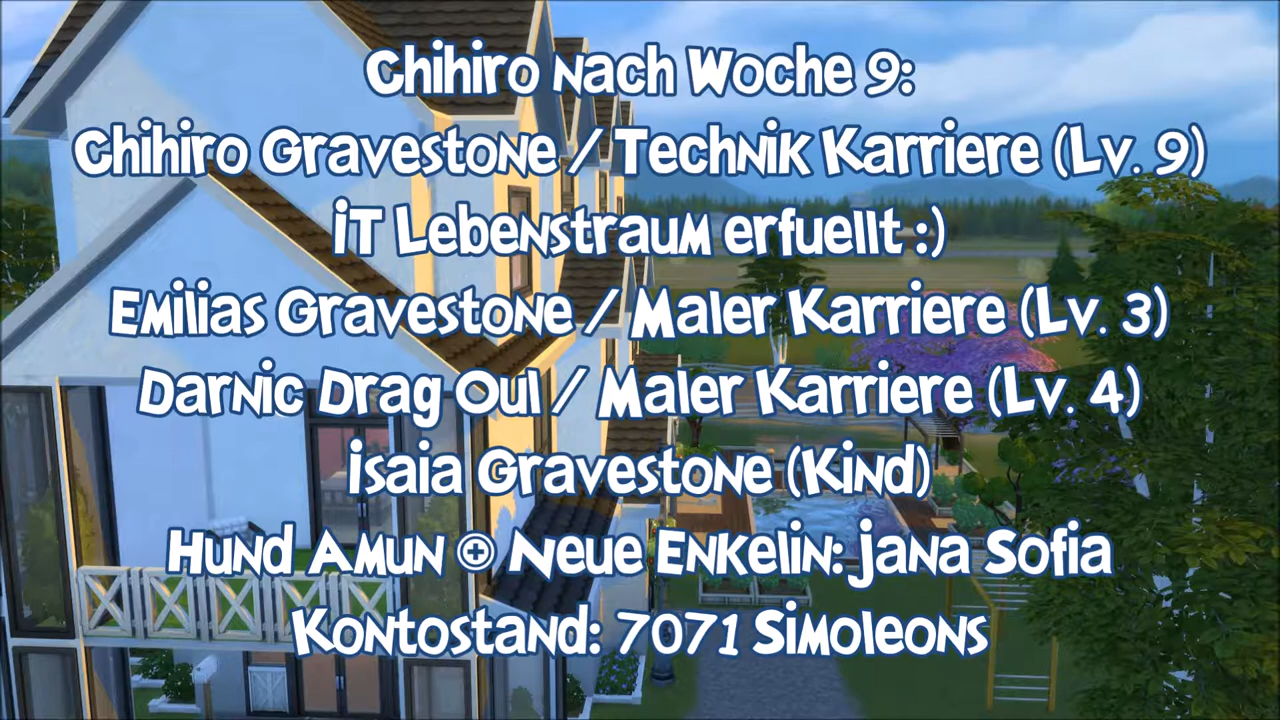 Chihiro nach Woche 9:
Chihiro Gravestone / Technik Karriere (Lv. 9)
IT Lebenstraum erfuellt :)
Emilias Gravestone / Maler Karriere (Lv. 3)
Darnic Drag Oul / Maler Karriere (Lv. 4)
Isaia Gravestone (Kind)
Hund Amun ⊕ Neue Enkelin: Jana Sofia
Kontostand: 7071 Simoleons